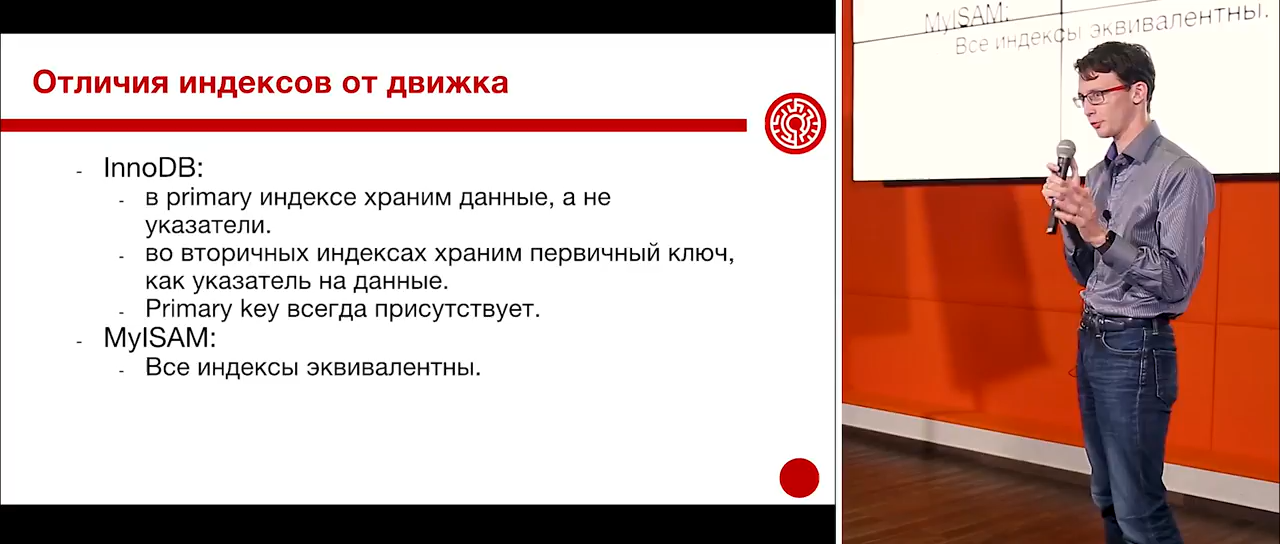 Отличия индексов от движка
- InnoDB:
- в primary индексе храним данные, а не
указатели.
- во вторичных индексах храним первичный ключ,
как указатель на данные.
- Primary key всегда присутствует.
- MyISAM:
- Все индексы эквивалентны.
MyISAM:
Все индексы эквивалентны.